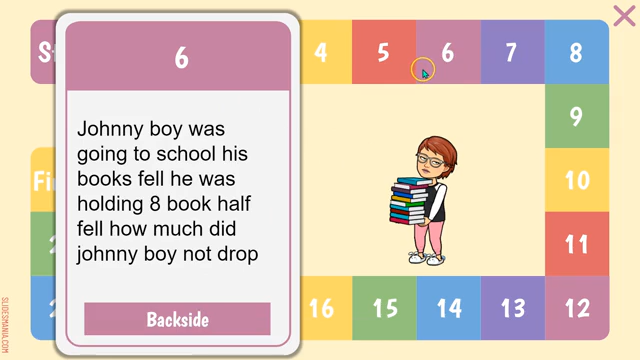 6
Johnny boy was
going to school his
books fell he was
holding 8 book half
fell how much did
johnny boy not drop
Backside
4
5
6
7
8
9
10
11
12
13
14
15
16
SLIDESMANIA.COM